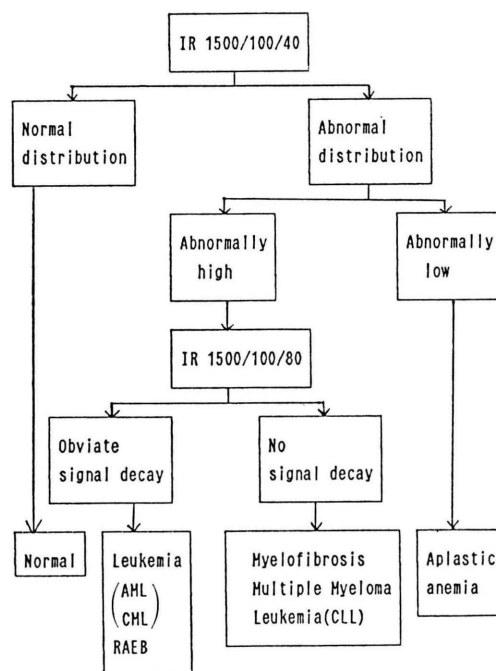 IR 1500/100/40
Normal
distribution
Abnormal
distribution
Abnormally
high
Abnormally
low
IR 1500/100/80
Obviate
signal decay
No
signal decay
Normal
Leukemia
(AML
CML)
RAEB
Myelofibrosis
Multiple Myeloma
Leukemia(CLL)
Aplastic
anemia